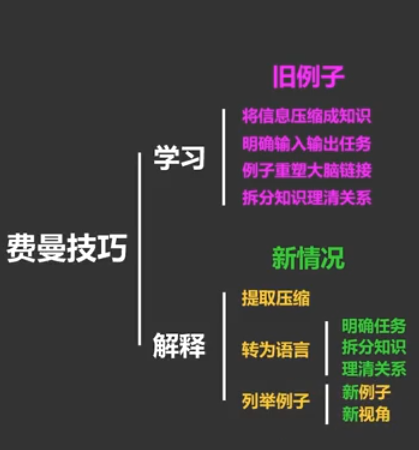 旧例子
将信息压缩成知识
明确输入输出任务
学习
例子重塑大脑链接
拆分知识理清关系
费曼技巧
新情况
提取压缩
明确任务
解释
转为语言
拆分知识
理清关系
列举例子
新例子
新视角